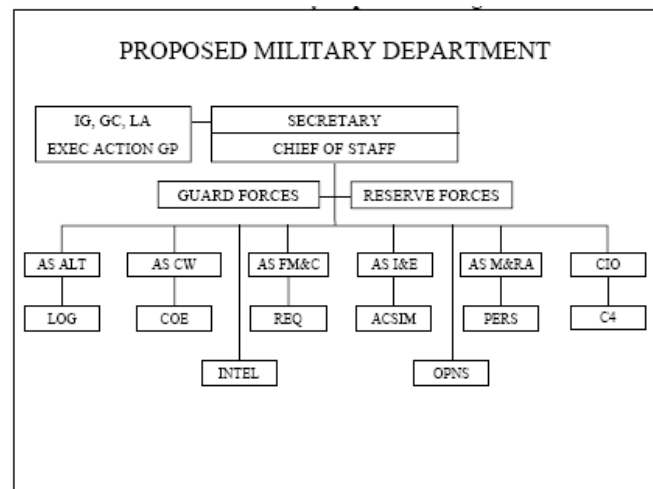 PROPOSED MILITARY DEPARTMENT
IG, GC, LA
EXEC ACTION GP
SECRETARY
CHIEF OF STAFF
GUARD FORCES
RESERVE FORCES
AS ALT
AS CW
AS FM&C
AS I&E
AS M&RA
CIO
LOG
COE
REQ
ACSIM
PERS
C4
INTEL
OPNS